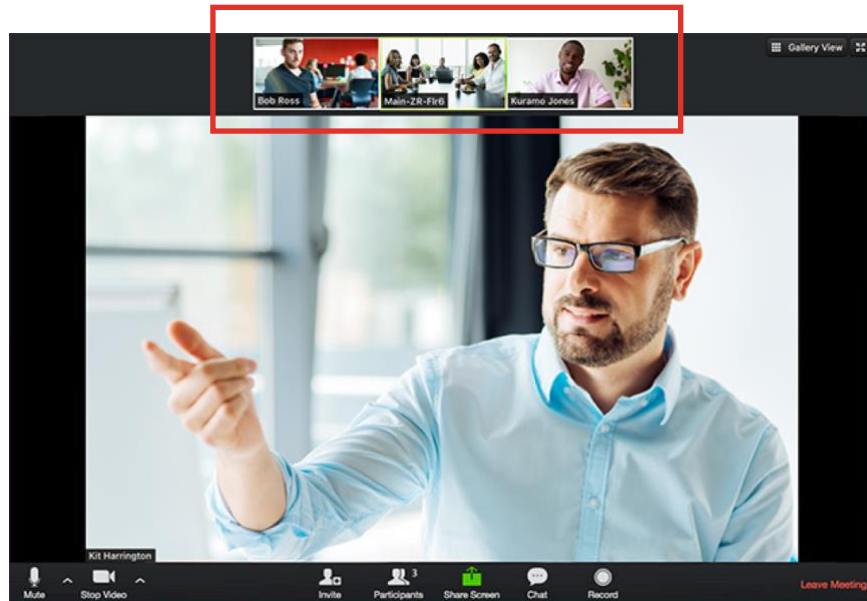 Gallery View
Bob Ross
Main-ZR-Flr6
Kuramo Jones
Kit Harrington
3
Mute
Stop Video
Invite
Participants
Share Screen
Chat
Record
Leave Meeting